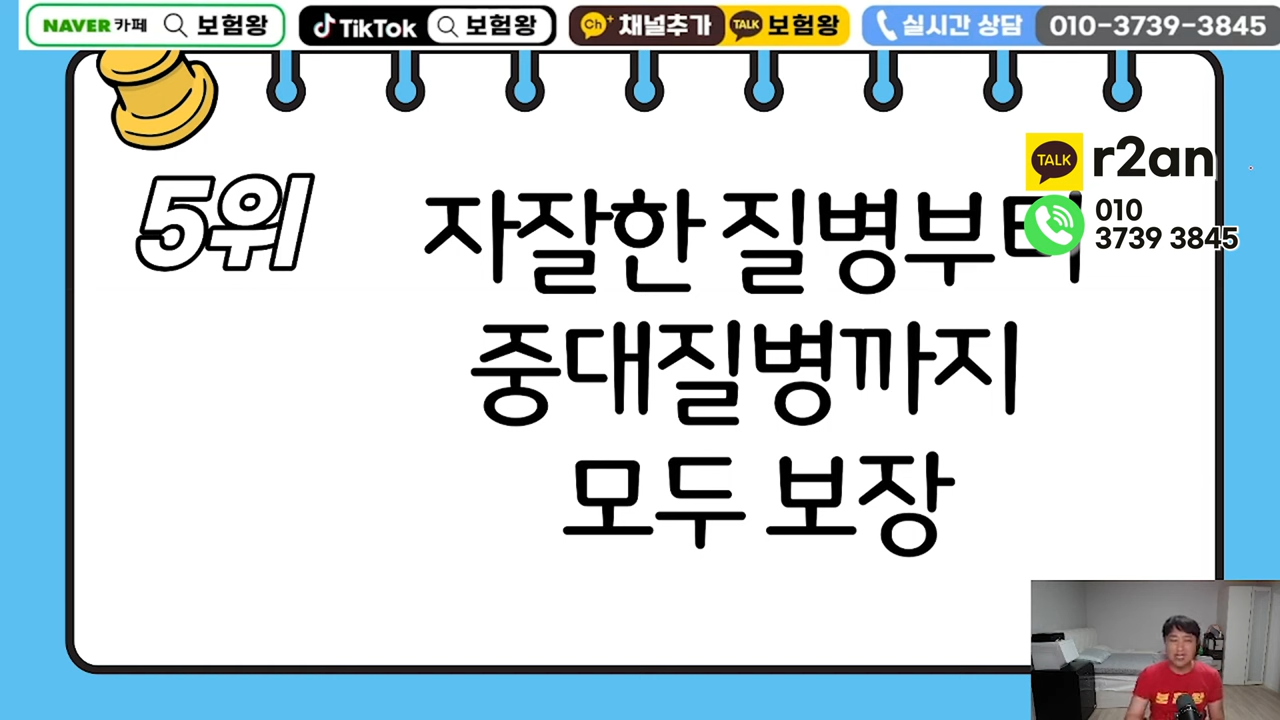 NAVER 카페 보험왕
TikTok 보험왕
Ch+ 채널추가 TALK 보험왕
실시간 상담 010-3739-3845
TALK r2an
010
3739 3845
5위
자잘한 질병부터
중대질병까지
모두 보장